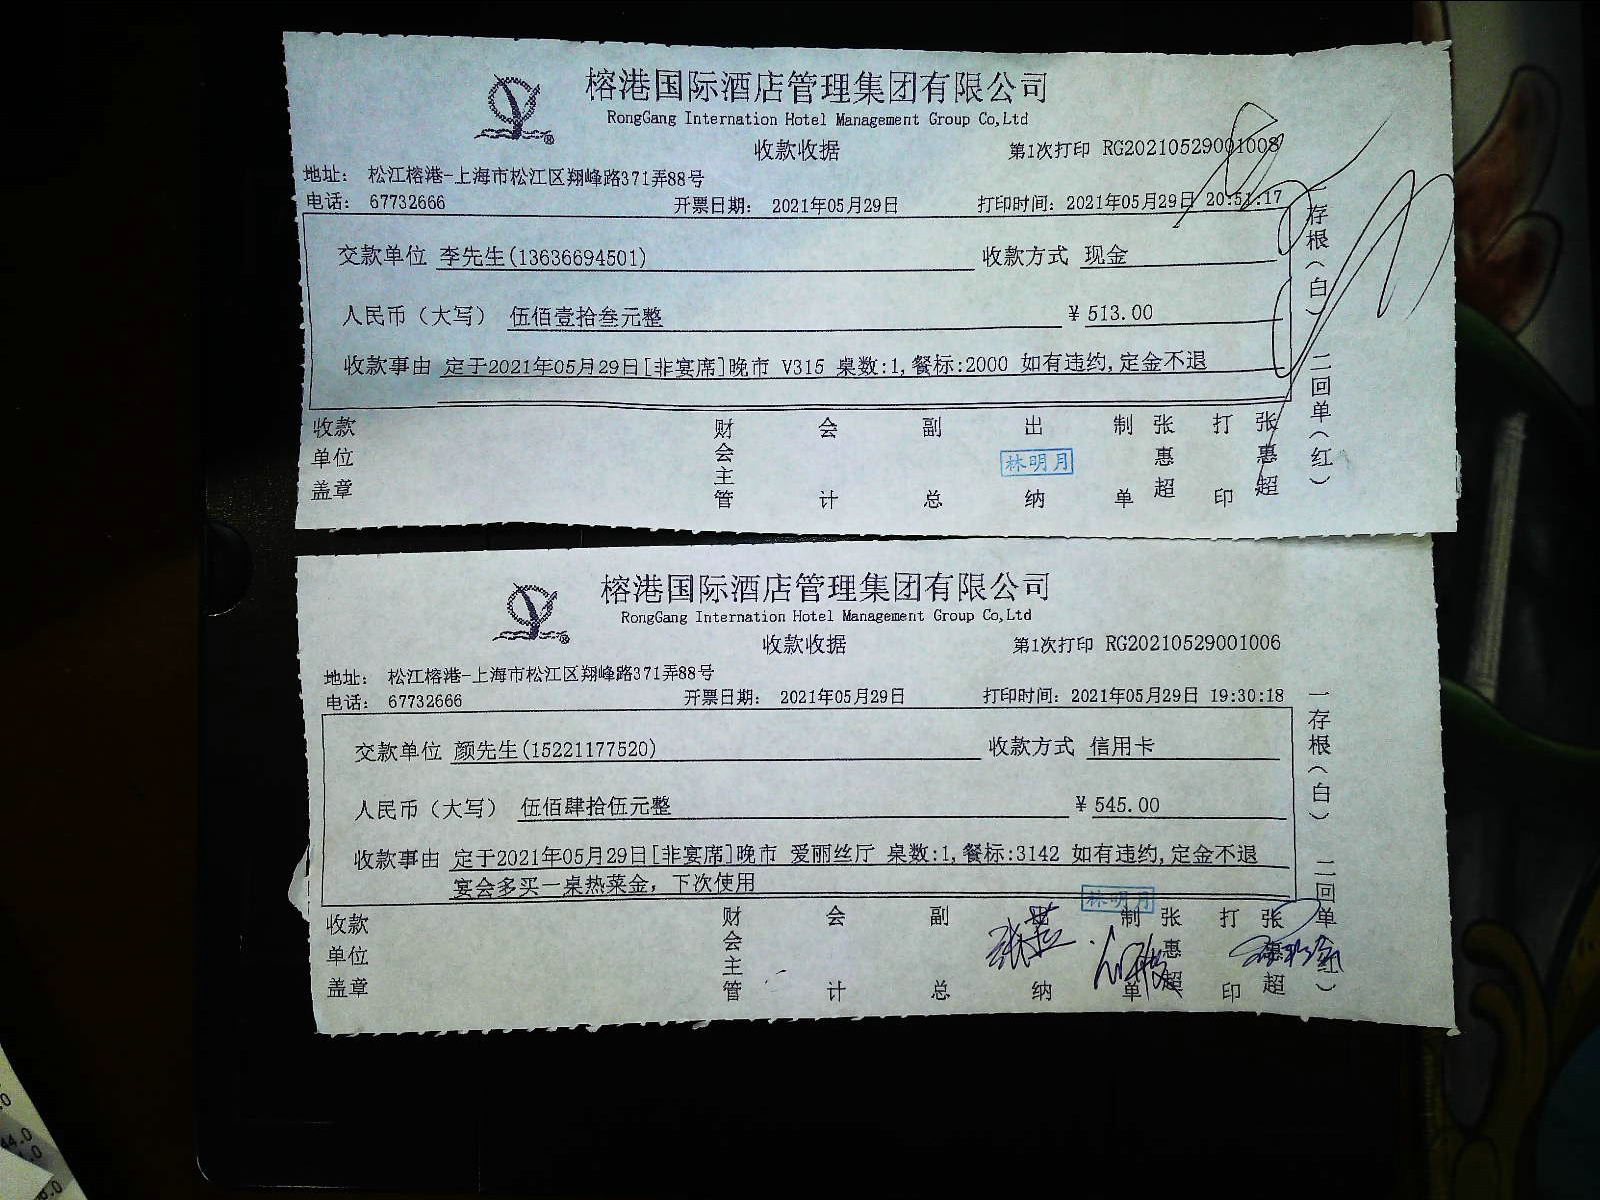 榕港国际酒店管理集团有限公司
RongGang Internation Hotel Management Group Co,Ltd
收款收据 第1次打印 RG20210529001008
地址： 松江榕港-上海市松江区翔峰路371弄88号
电话： 67732666 开票日期： 2021年05月29日 打印时间：2021年05月29日 20:51:17
交款单位 李先生(13636694501) 收款方式 现金
人民币（大写） 伍佰壹拾叁元整 ￥513.00
收款事由 定于2021年05月29日[非宴席]晚市 V315 桌数:1,餐标:2000 如有违约,定金不退
收款单位盖章 财会主管 会计 副总 出纳 林明月 制单 张惠超 打印 张惠超
一存根（白） 二回单（红）
榕港国际酒店管理集团有限公司
RongGang Internation Hotel Management Group Co,Ltd
收款收据 第1次打印 RG20210529001006
地址： 松江榕港-上海市松江区翔峰路371弄88号
电话： 67732666 开票日期： 2021年05月29日 打印时间：2021年05月29日 19:30:18
交款单位 颜先生(15221177520) 收款方式 信用卡
人民币（大写） 伍佰肆拾伍元整 ￥545.00
收款事由 定于2021年05月29日[非宴席]晚市 爱丽丝厅 桌数:1,餐标:3142 如有违约,定金不退
宴会多买一桌热菜金，下次使用
收款单位盖章 财会主管 会计 副总 出纳 林明月 制单 张惠超 打印 张惠超
一存根（白） 二回单（红）